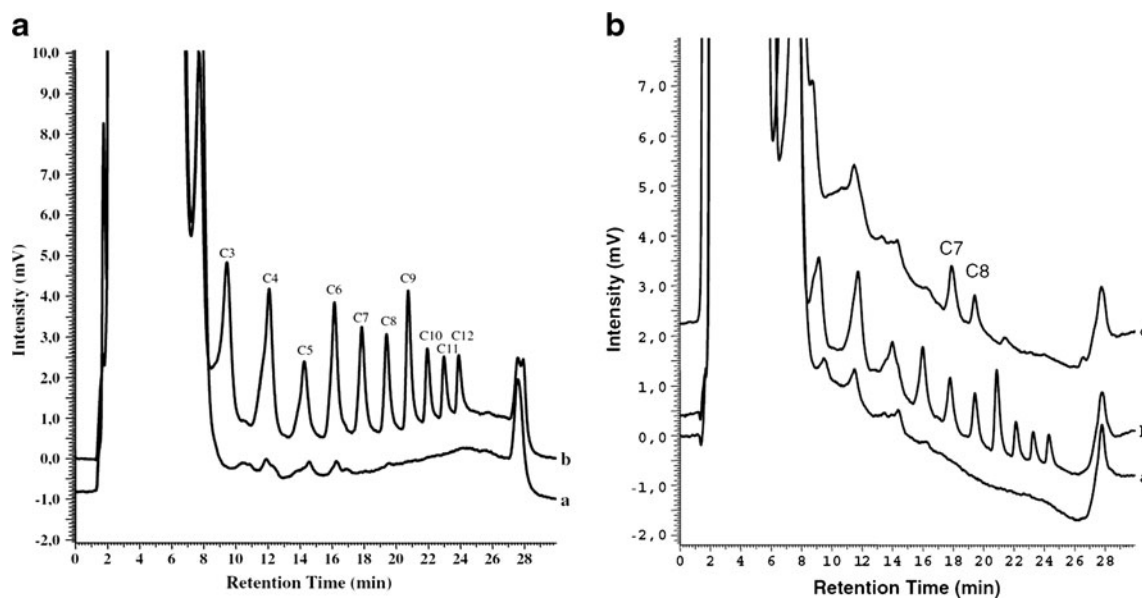 a
10,0
9,0
8,0
7,0
6,0
5,0
4,0
3,0
2,0
1,0
0,0
-1,0
-2,0
Intensity (mV)
C3
C4
C5
C6
C7
C8
C9
C10
C11
C12
b
a
0 2 4 6 8 10 12 14 16 18 20 22 24 26 28
Retention Time (min)
b
7,0
6,0
5,0
4,0
3,0
2,0
1,0
0,0
-1,0
-2,0
Intensity (mV)
C7
C8
0 2 4 6 8 10 12 14 16 18 20 22 24 26 28
Retention Time (min)